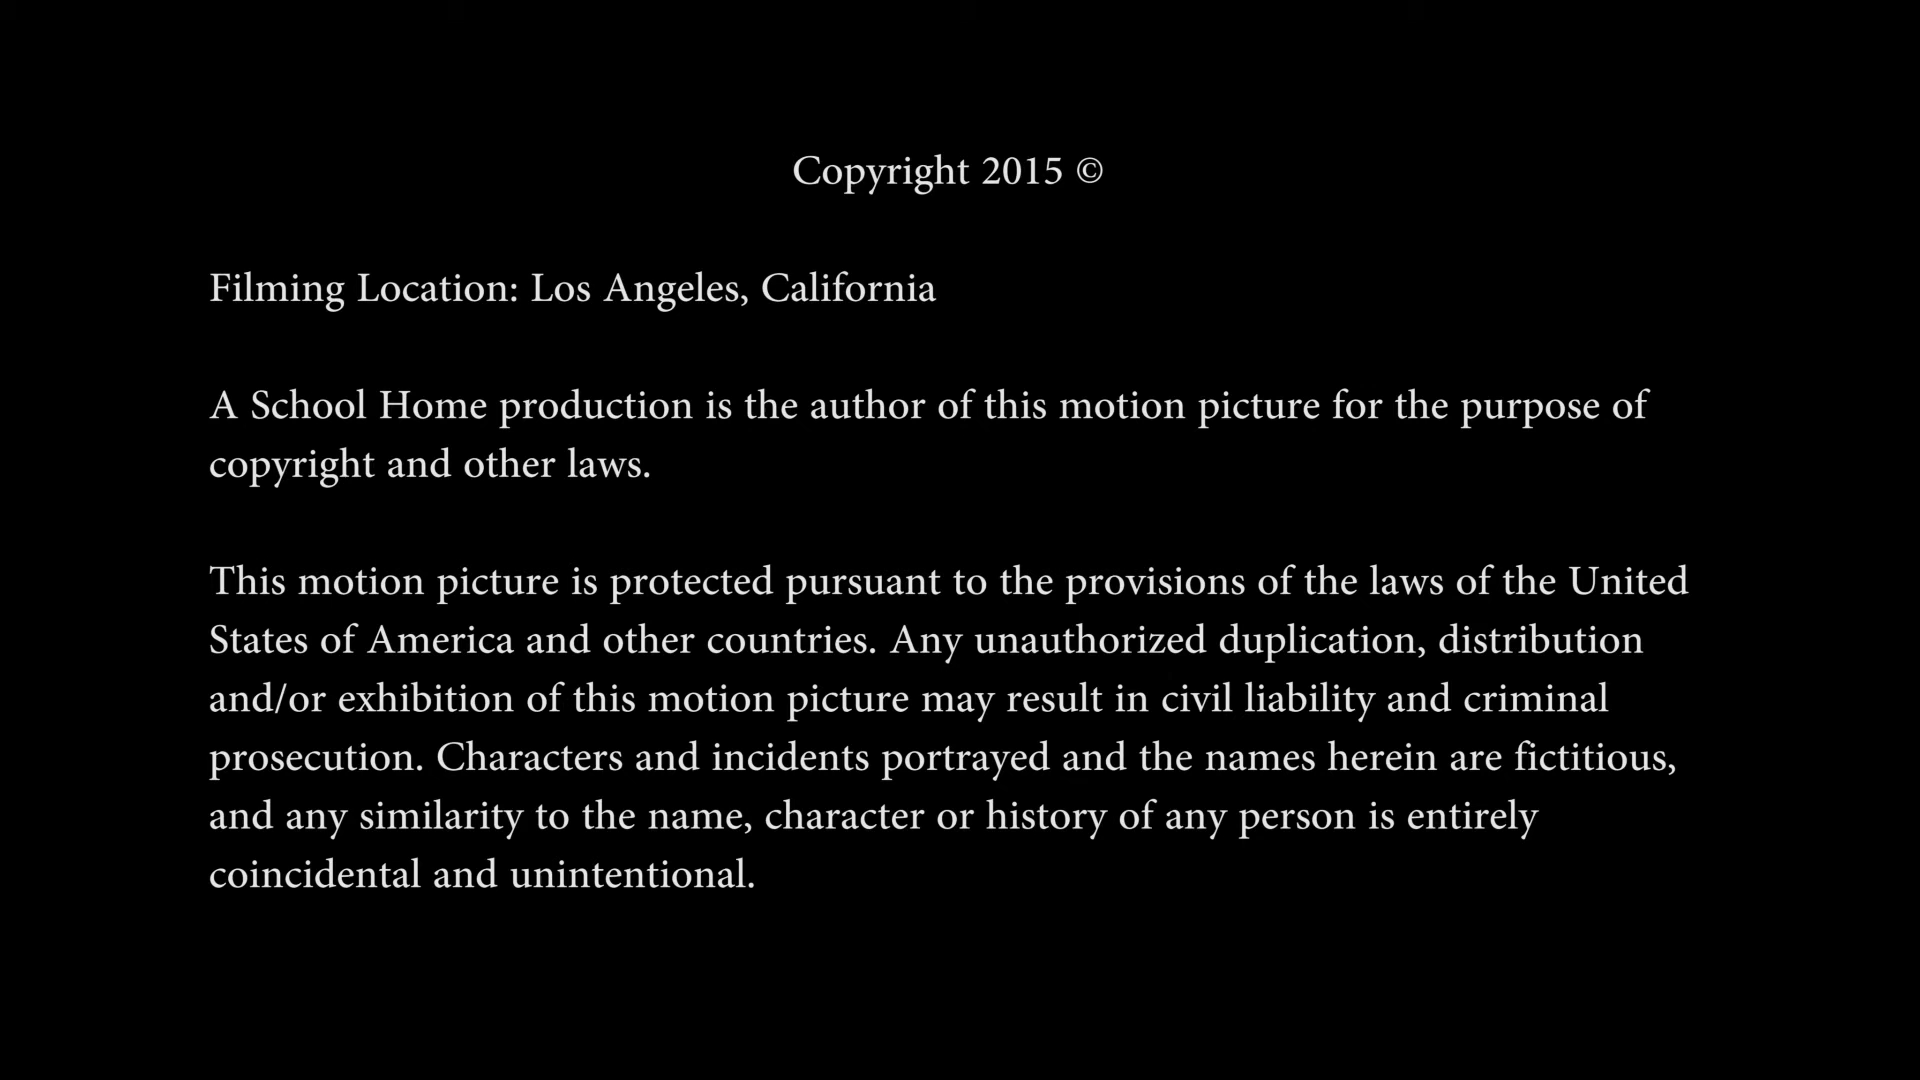 Copyright 2015 ©
Filming Location: Los Angeles, California
A School Home production is the author of this motion picture for the purpose of
copyright and other laws.
This motion picture is protected pursuant to the provisions of the laws of the United
States of America and other countries. Any unauthorized duplication, distribution
and/or exhibition of this motion picture may result in civil liability and criminal
prosecution. Characters and incidents portrayed and the names herein are fictitious,
and any similarity to the name, character or history of any person is entirely
coincidental and unintentional.